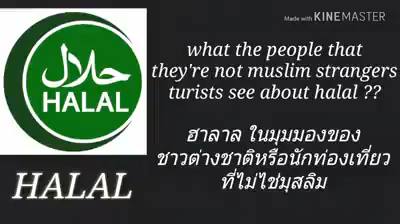 Made with KINEMASTER
what the people that
they're not muslim strangers
turists see about halal ??
حلال
HALAL
ฮาลาล ในมุมมองของ
ชาวต่างชาติหรือนักท่องเที่ยว
ที่ไม่ใช่มุสลิม
HALAL